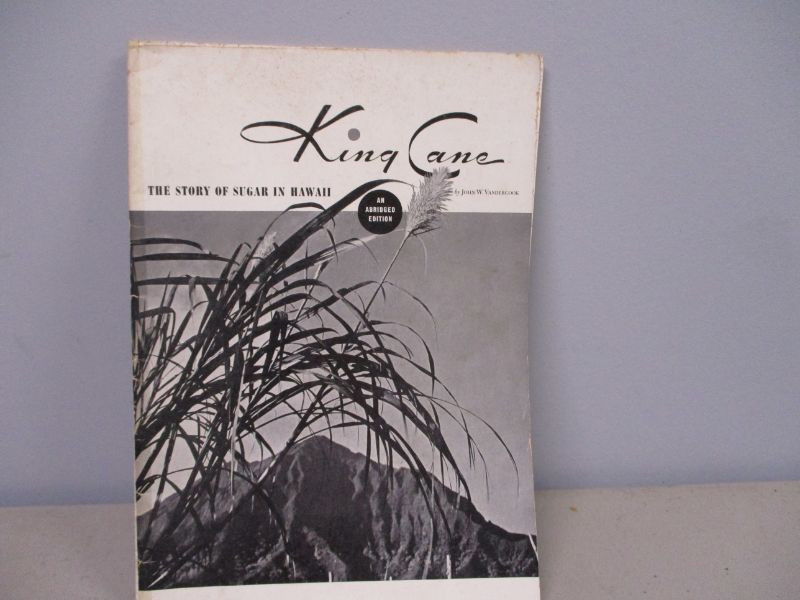 King Cane
THE STORY OF SUGAR IN HAWAII
by JOHN W. VANDERCOOK
AN
ABRIDGED
EDITION